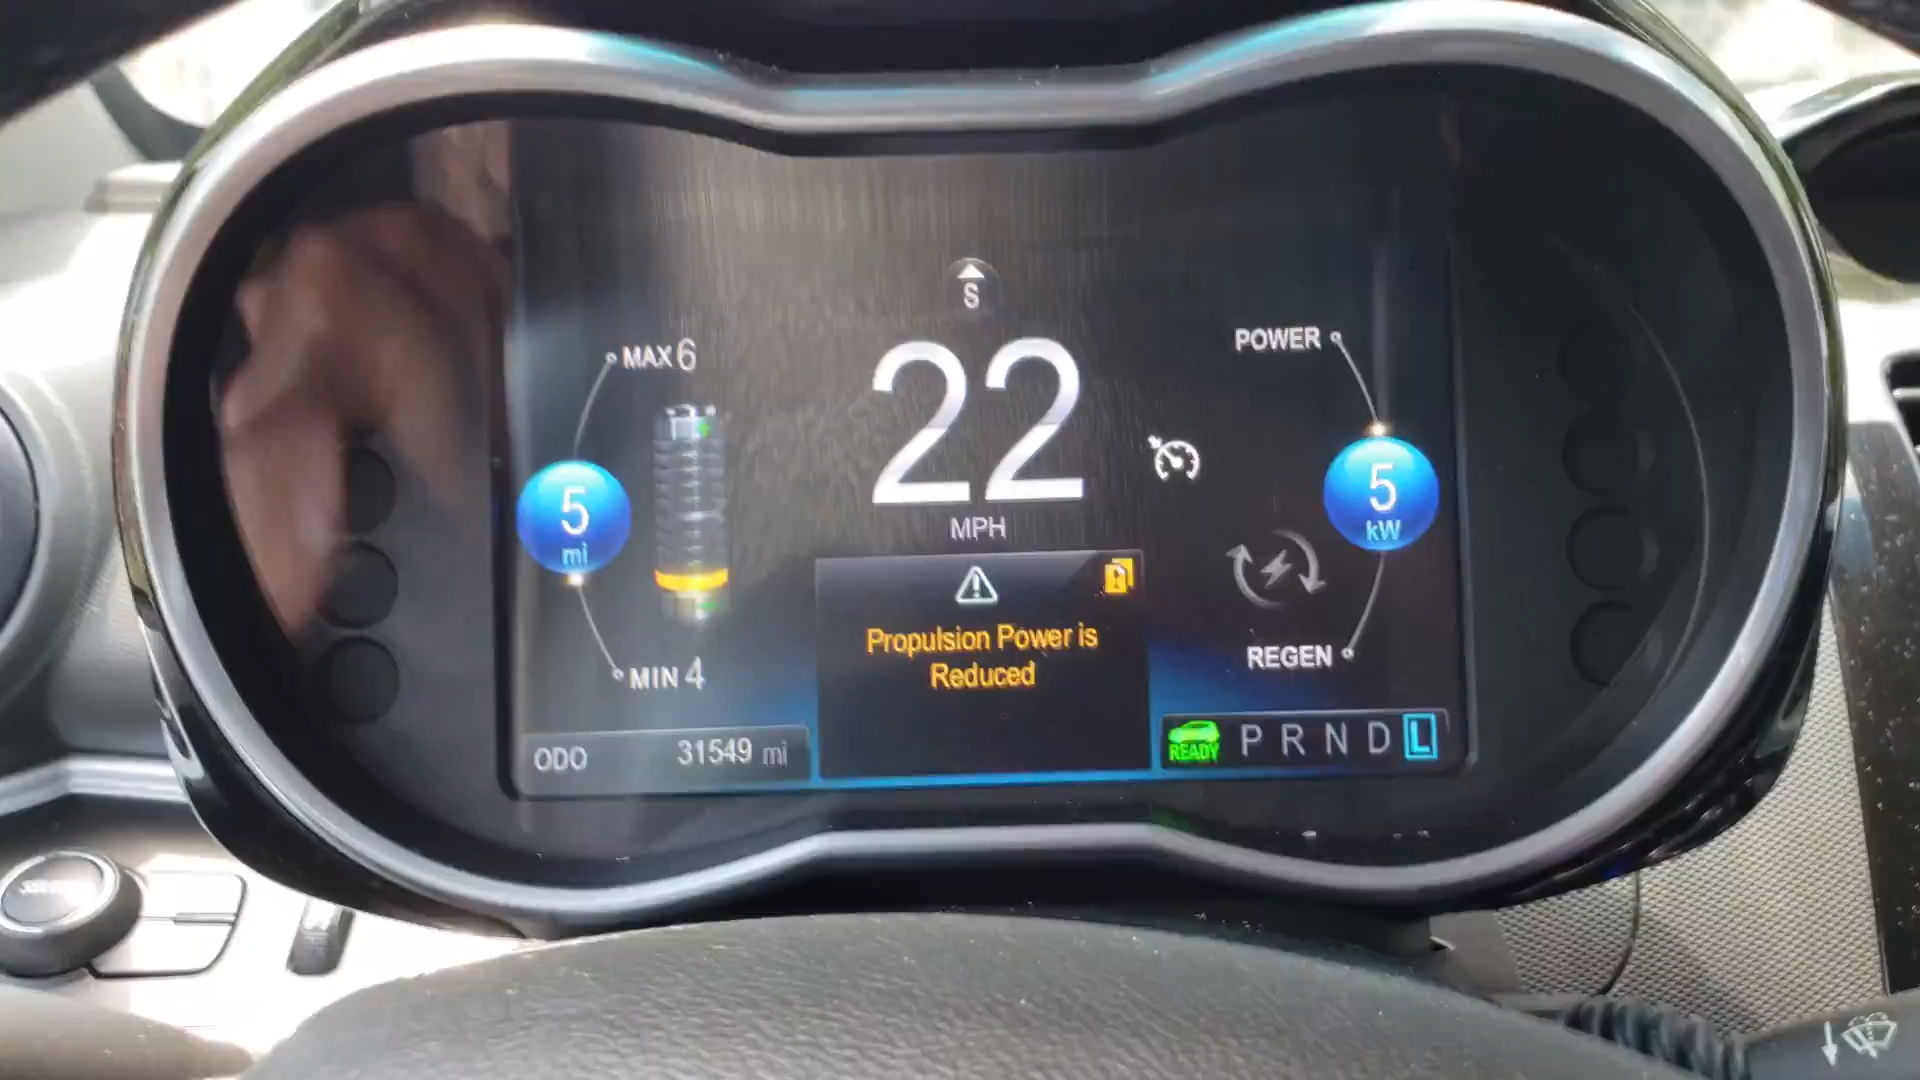 S
MAX 6
22
MPH
POWER
5
mi
5
kW
Propulsion Power is
Reduced
MIN 4
REGEN
ODO 31549 mi
READY P R N D L